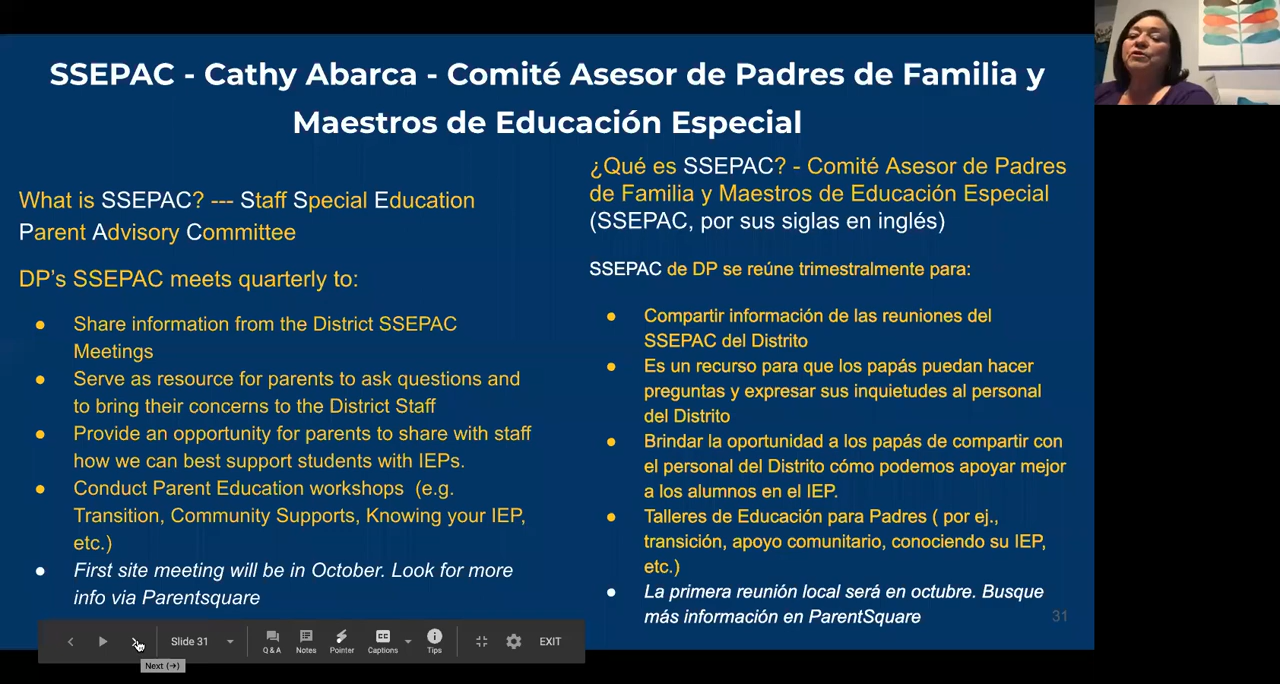 SSEPAC - Cathy Abarca - Comité Asesor de Padres de Familia y
Maestros de Educación Especial
What is SSEPAC? --- Staff Special Education
Parent Advisory Committee
DP's SSEPAC meets quarterly to:
● Share information from the District SSEPAC
Meetings
● Serve as resource for parents to ask questions and
to bring their concerns to the District Staff
● Provide an opportunity for parents to share with staff
how we can best support students with IEPs.
● Conduct Parent Education workshops (e.g.
Transition, Community Supports, Knowing your IEP,
etc.)
● First site meeting will be in October. Look for more
info via Parentsquare
¿Qué es SSEPAC? - Comité Asesor de Padres
de Familia y Maestros de Educación Especial
(SSEPAC, por sus siglas en inglés)
SSEPAC de DP se reúne trimestralmente para:
● Compartir información de las reuniones del
SSEPAC del Distrito
● Es un recurso para que los papás puedan hacer
preguntas y expresar sus inquietudes al personal
del Distrito
● Brindar la oportunidad a los papás de compartir con
el personal del Distrito cómo podemos apoyar mejor
a los alumnos en el IEP.
● Talleres de Educación para Padres ( por ej.,
transición, apoyo comunitario, conociendo su IEP,
etc.)
● La primera reunión local será en octubre. Busque
más información en ParentSquare
31
Slide 31
Q & A
Notes
Pointer
CC
Captions
Tips
EXIT
Next (→)